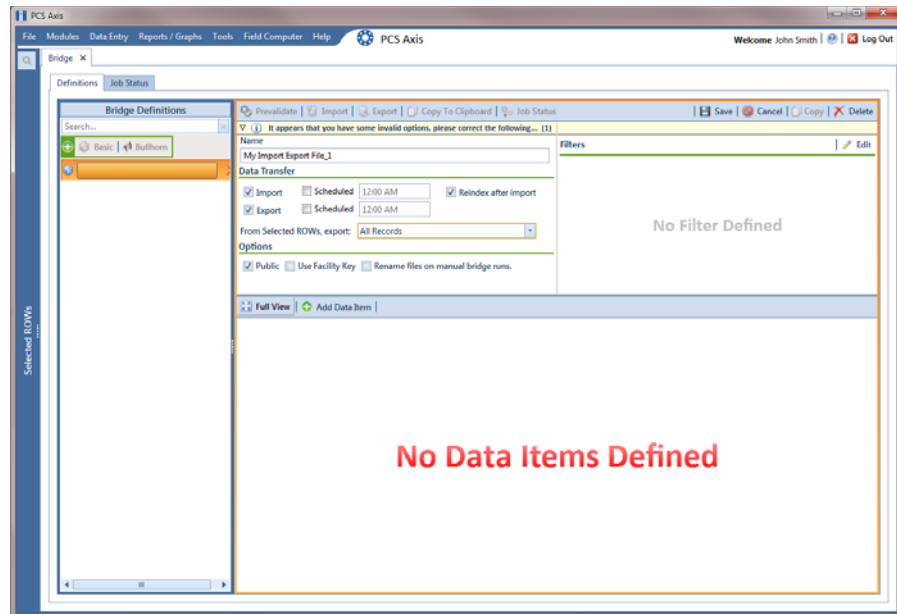 PCS Axis
File Modules Data Entry Reports / Graphs Tools Field Computer Help PCS Axis Welcome John Smith Log Out
Bridge X
Definitions Job Status
Bridge Definitions
Search...
Basic Bullhorn
Prevalidate Import Export Copy To Clipboard Job Status Save Cancel Copy Delete
It appears that you have some invalid options, please correct the following... (1)
Name
My Import Export File_1
Filters Edit
No Filter Defined
Data Transfer
Import Scheduled 12:00 AM Reindex after import
Export Scheduled 12:00 AM
From Selected ROWs, export: All Records
Options
Public Use Facility Key Rename files on manual bridge runs.
Full View Add Data Item
No Data Items Defined
Selected ROWs